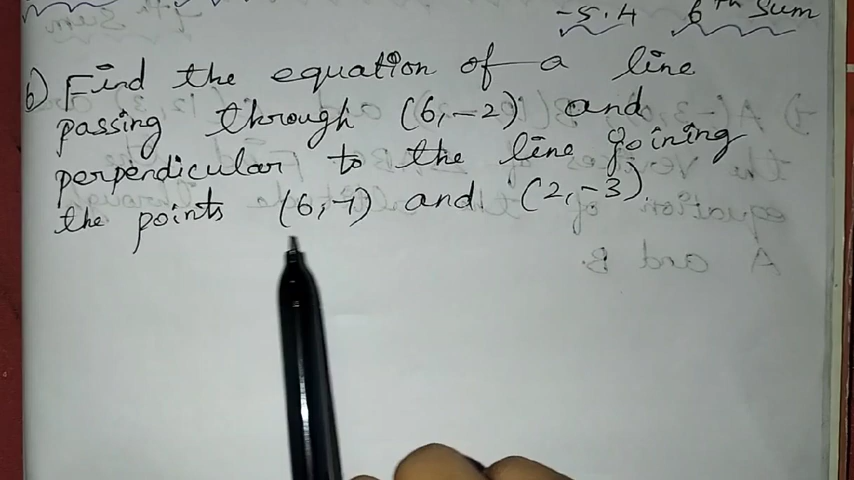 -5.4 6th Sum
6) Find the equation of a line
passing through (6,-2) and
perpendicular to the line joining
the points (6,-7) and (2,-3).